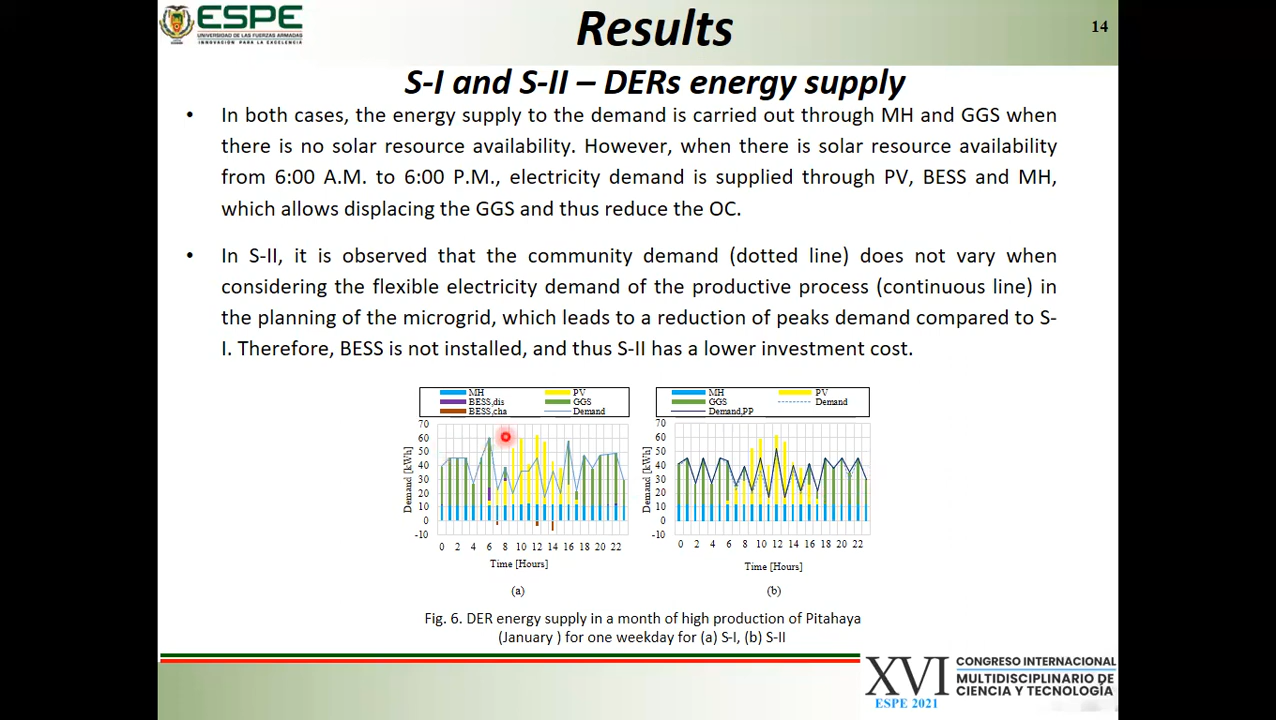 ESPE
UNIVERSIDAD DE LAS FUERZAS ARMADAS
INNOVACIÓN PARA LA EXCELENCIA
Results
14
S-I and S-II – DERs energy supply
• In both cases, the energy supply to the demand is carried out through MH and GGS when
there is no solar resource availability. However, when there is solar resource availability
from 6:00 A.M. to 6:00 P.M., electricity demand is supplied through PV, BESS and MH,
which allows displacing the GGS and thus reduce the OC.
• In S-II, it is observed that the community demand (dotted line) does not vary when
considering the flexible electricity demand of the productive process (continuous line) in
the planning of the microgrid, which leads to a reduction of peaks demand compared to S-
I. Therefore, BESS is not installed, and thus S-II has a lower investment cost.
MH PV
BESS,dis GGS
BESS,cha Demand
70
60
50
40
30
20
10
0
-10
Demand [kWh]
0 2 4 6 8 10 12 14 16 18 20 22
Time [Hours]
(a)
MH PV
GGS Demand
Demand,PP
70
60
50
40
30
20
10
0
-10
Demand [kWh]
0 2 4 6 8 10 12 14 16 18 20 22
Time [Hours]
(b)
Fig. 6. DER energy supply in a month of high production of Pitahaya
(January ) for one weekday for (a) S-I, (b) S-II
XVI
ESPE 2021
CONGRESO INTERNACIONAL
MULTIDISCIPLINARIO DE
CIENCIA Y TECNOLOGÍA